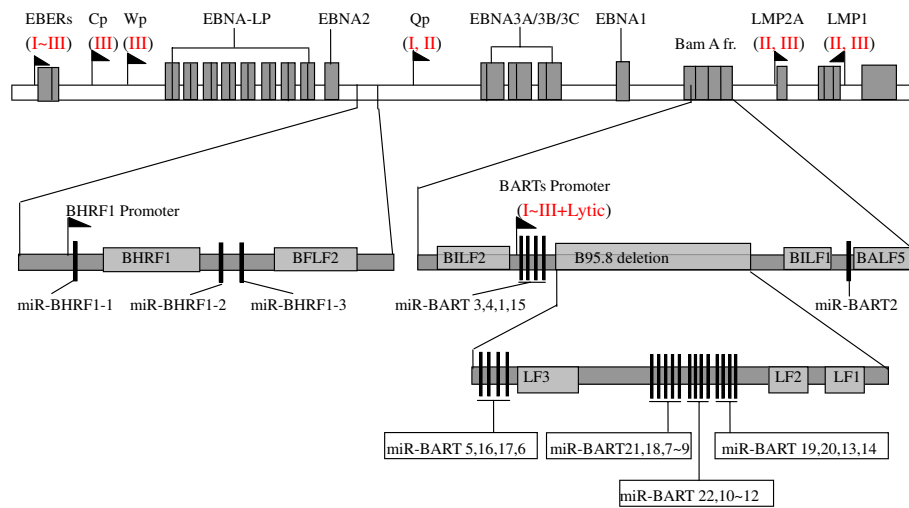 EBERs Cp Wp EBNA-LP EBNA2 Qp EBNA3A/3B/3C EBNA1 Bam A fr. LMP2A LMP1
(I~III) (III) (III) (I, II) (II, III) (II, III)
BHRF1 Promoter
BARTs Promoter
(I~III+Lytic)
BHRF1 BFLF2
BILF2 B95.8 deletion BILF1 BALF5
miR-BHRF1-1 miR-BHRF1-2 miR-BHRF1-3
miR-BART 3,4,1,15 miR-BART2
LF3 LF2 LF1
miR-BART 5,16,17,6 miR-BART21,18,7~9 miR-BART 19,20,13,14
miR-BART 22,10~12